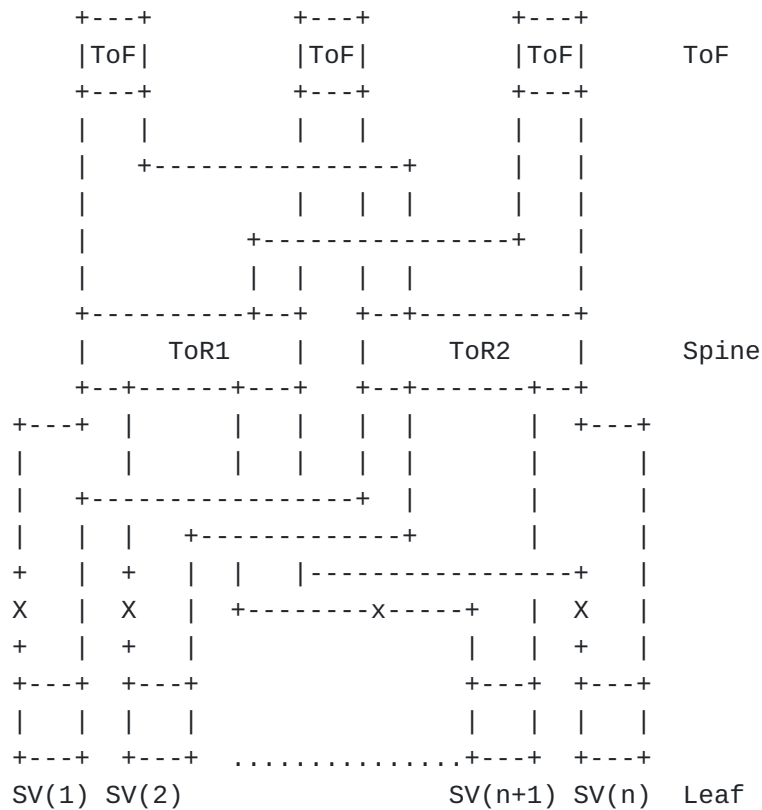 ToF ToF ToF ToF
ToR1 ToR2 Spine
X X x X
SV(1) SV(2) ............... SV(n+1) SV(n) Leaf